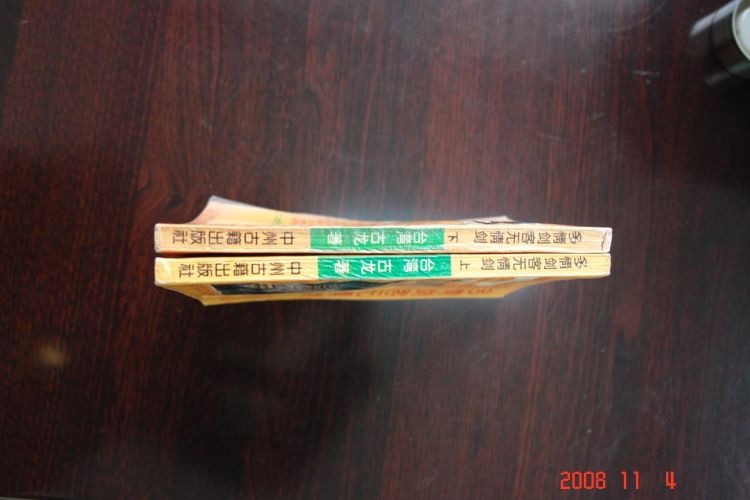 多情剑客无情剑 下 台湾 古龙 著 中州古籍出版社
多情剑客无情剑 上 台湾 古龙 著 中州古籍出版社
2008 11 4